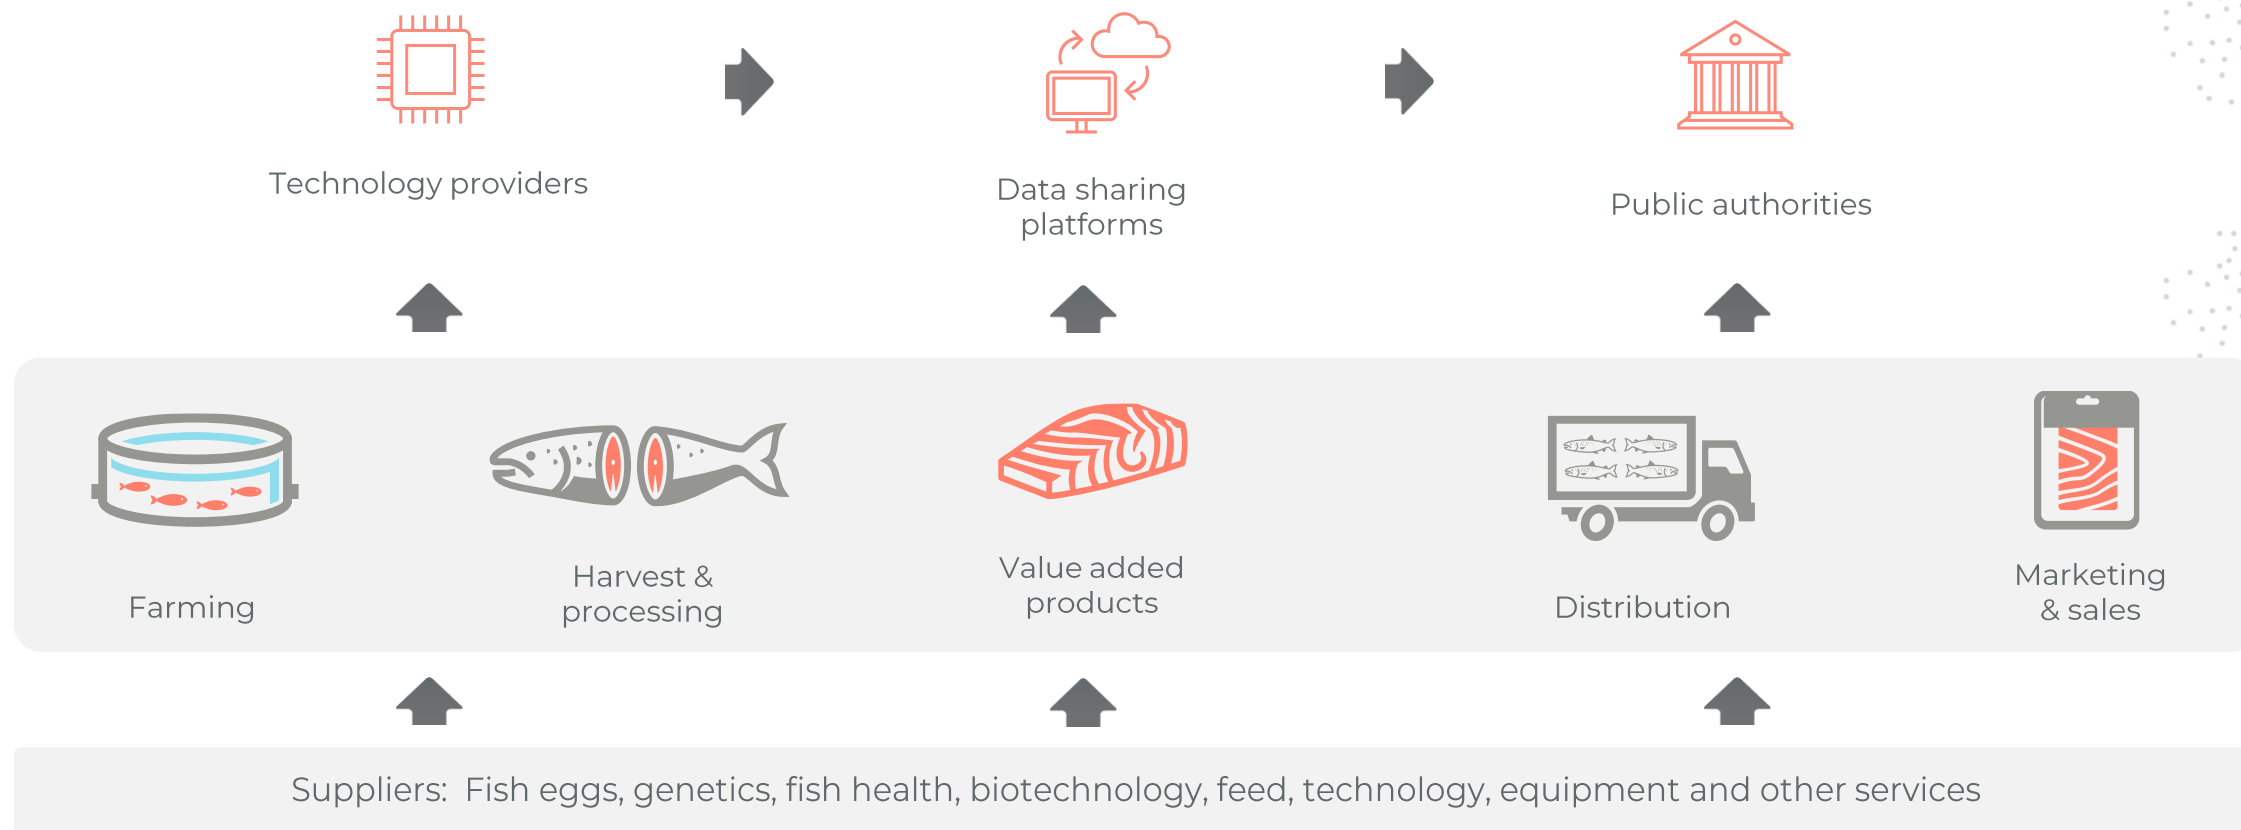 Technology providers
Data sharing
platforms
Public authorities
Farming
Harvest &
processing
Value added
products
Distribution
Marketing
& sales
Suppliers:  Fish eggs, genetics, fish health, biotechnology, feed, technology, equipment and other services